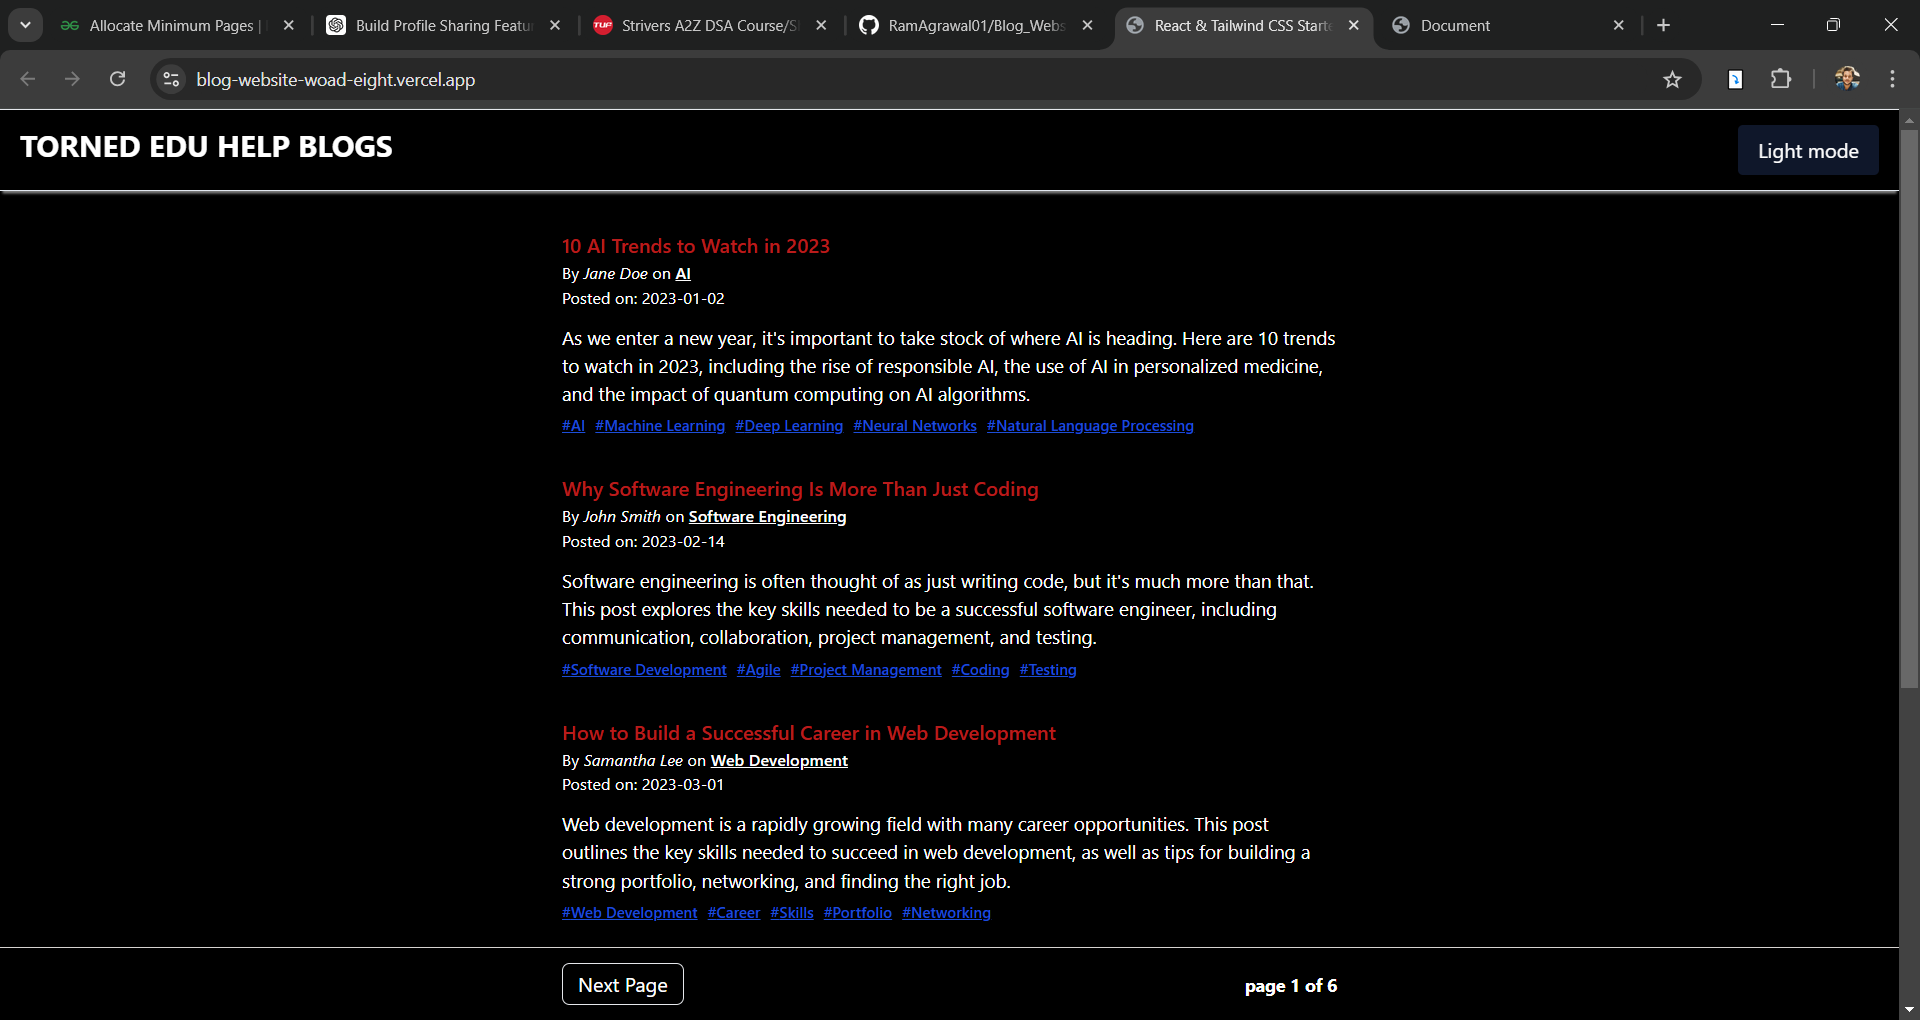 Allocate Minimum Pages |
Build Profile Sharing Featu
Strivers A2Z DSA Course/S
RamAgrawal01/Blog_Webs
React & Tailwind CSS Starte
Document
blog-website-woad-eight.vercel.app
TORNED EDU HELP BLOGS
Light mode
10 AI Trends to Watch in 2023
By Jane Doe on AI
Posted on: 2023-01-02
As we enter a new year, it's important to take stock of where AI is heading. Here are 10 trends
to watch in 2023, including the rise of responsible AI, the use of AI in personalized medicine,
and the impact of quantum computing on AI algorithms.
#AI #Machine Learning #Deep Learning #Neural Networks #Natural Language Processing
Why Software Engineering Is More Than Just Coding
By John Smith on Software Engineering
Posted on: 2023-02-14
Software engineering is often thought of as just writing code, but it's much more than that.
This post explores the key skills needed to be a successful software engineer, including
communication, collaboration, project management, and testing.
#Software Development #Agile #Project Management #Coding #Testing
How to Build a Successful Career in Web Development
By Samantha Lee on Web Development
Posted on: 2023-03-01
Web development is a rapidly growing field with many career opportunities. This post
outlines the key skills needed to succeed in web development, as well as tips for building a
strong portfolio, networking, and finding the right job.
#Web Development #Career #Skills #Portfolio #Networking
Next Page
page 1 of 6